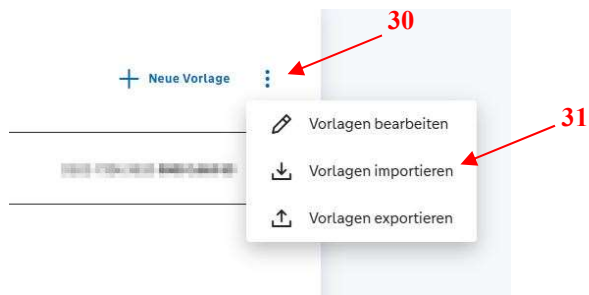 30
Neue Vorlage
Vorlagen bearbeiten
31
Vorlagen importieren
Vorlagen exportieren